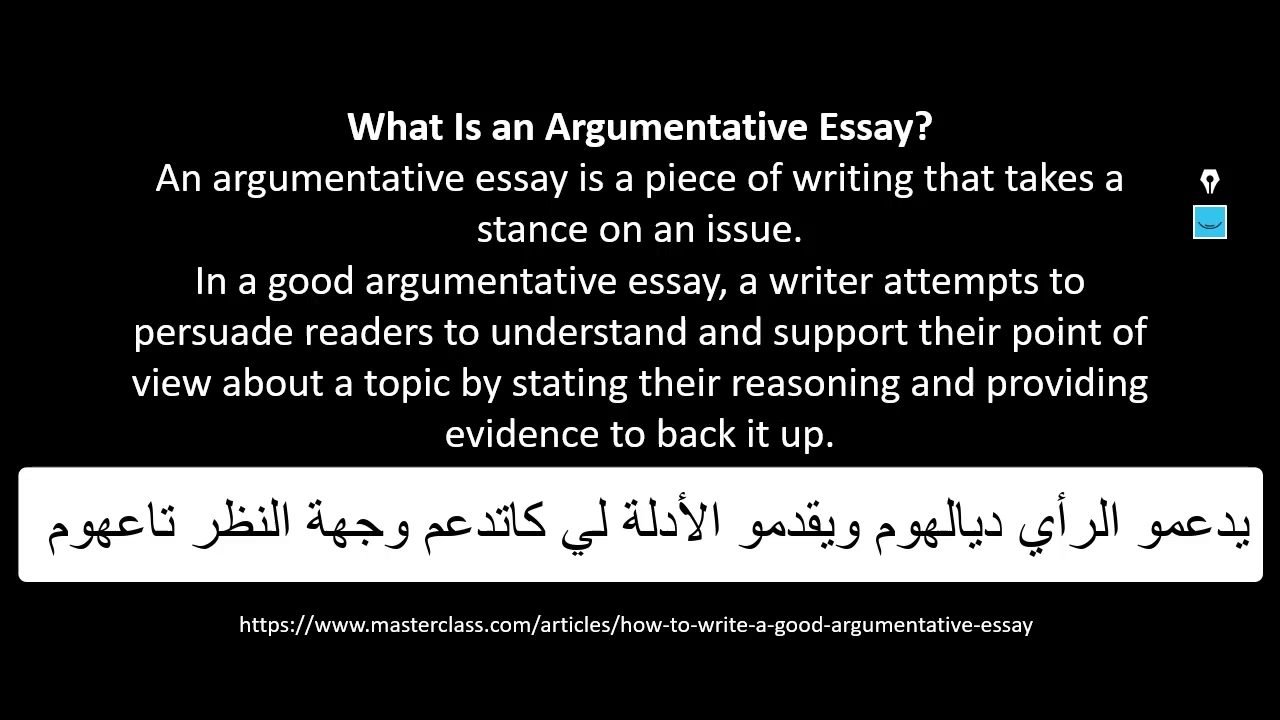 What Is an Argumentative Essay?
An argumentative essay is a piece of writing that takes a
stance on an issue.
In a good argumentative essay, a writer attempts to
persuade readers to understand and support their point of
view about a topic by stating their reasoning and providing
evidence to back it up.
يدعمو الرأي ديالهوم ويقدمو الأدلة لي كاتدعم وجهة النظر تاعهوم
https://www.masterclass.com/articles/how-to-write-a-good-argumentative-essay